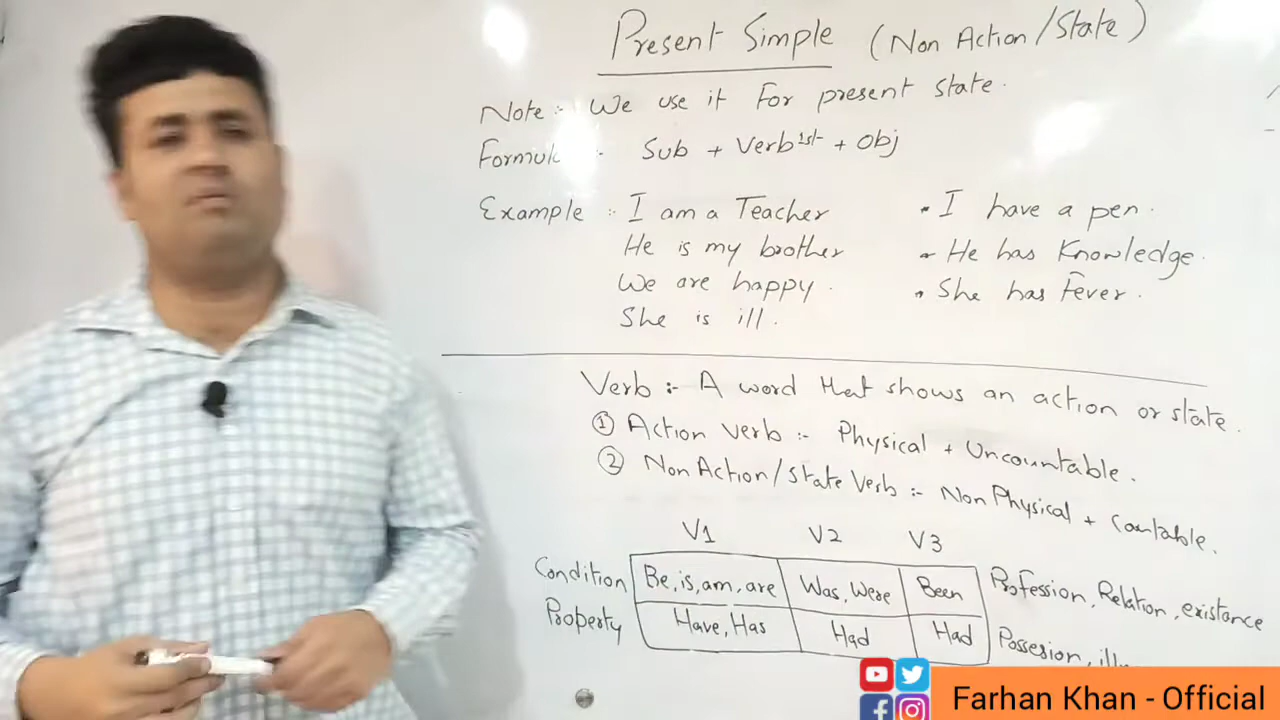 Present Simple (Non Action/State)
Note :- We use it For present state.
Formul :- Sub + Verb 1st + Obj
Example :- I am a Teacher
He is my brother
We are happy.
She is ill.
• I have a pen.
• He has Knowledge.
• She has Fever.
Verb :- A word that shows an action or state.
① Action Verb :- Physical + Uncountable.
② Non Action/State Verb :- Non Physical + Countable.
V1 V2 V3
Condition Be, is, am, are Was, Were Been Profession, Relation, existance
Property Have, Has Had Had Possesion,
Farhan Khan - Official